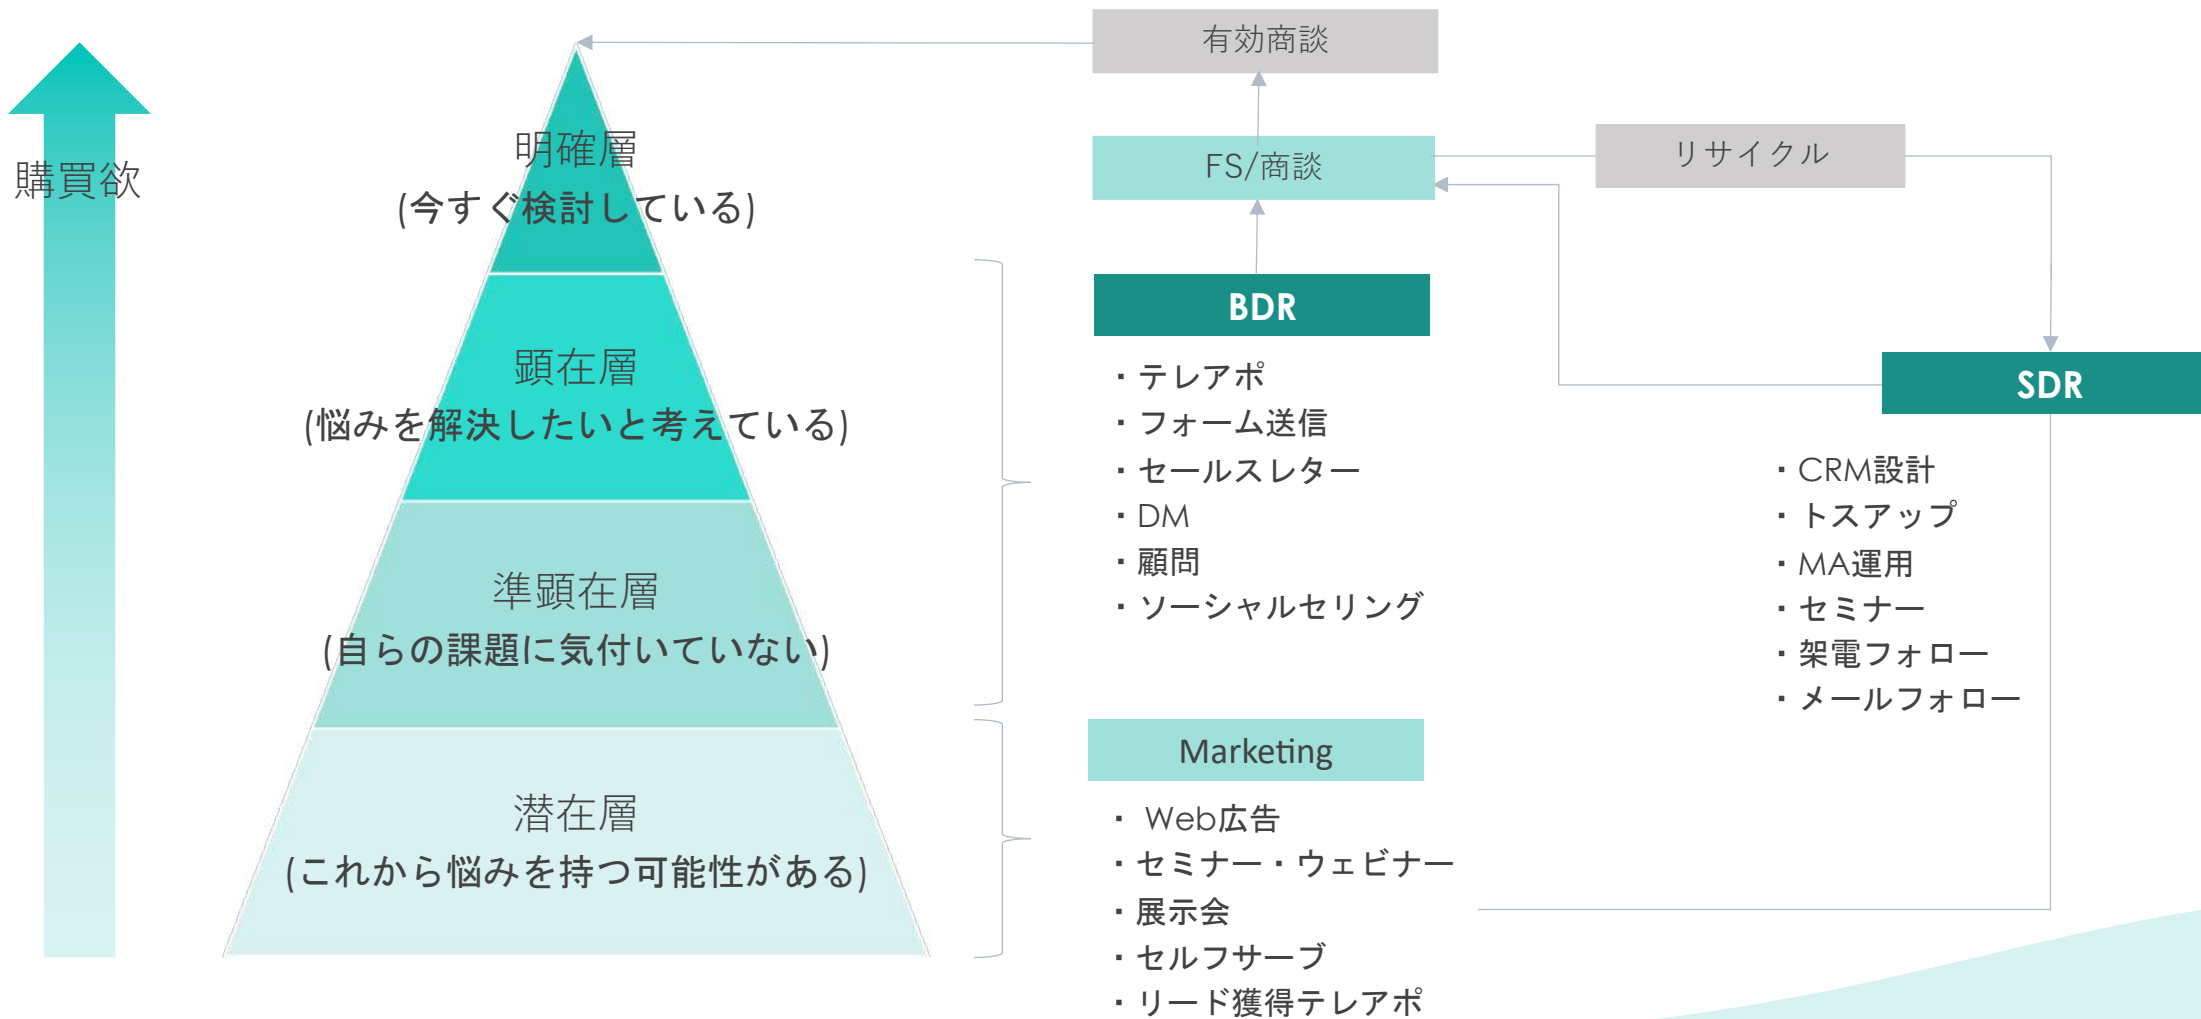 購買欲
明確層
(今すぐ検討している)
顕在層
(悩みを解決したいと考えている)
準顕在層
(自らの課題に気付いていない)
潜在層
(これから悩みを持つ可能性がある)
有効商談
FS/商談
リサイクル
BDR
・テレアポ
・フォーム送信
・セールスレター
・DM
・顧問
・ソーシャルセリング
SDR
・CRM設計
・トスアップ
・MA運用
・セミナー
・架電フォロー
・メールフォロー
Marketing
・ Web広告
・セミナー・ウェビナー
・展示会
・セルフサーブ
・リード獲得テレアポ